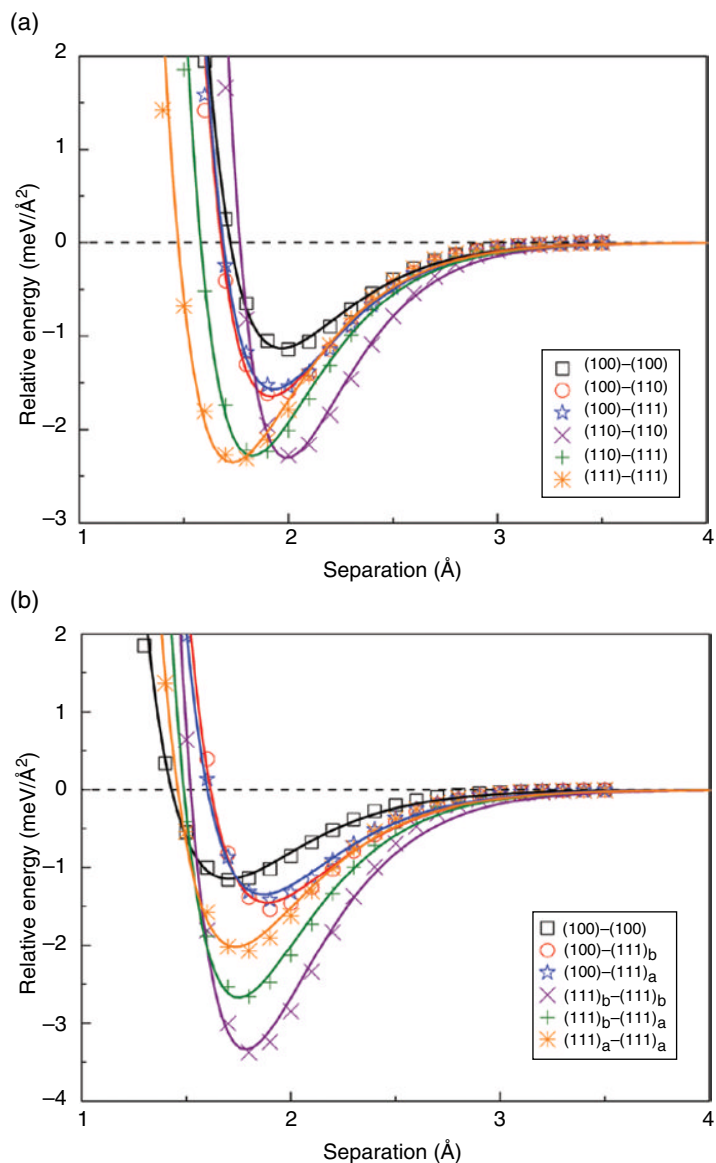 (a)
2
1
0
–1
–2
–3
Relative energy (meV/Å²)
(100)–(100)
(100)–(110)
(100)–(111)
(110)–(110)
(110)–(111)
(111)–(111)
1
2
3
4
Separation (Å)
(b)
2
1
0
–1
–2
–3
–4
Relative energy (meV/Å²)
(100)–(100)
(100)–(111)b
(100)–(111)a
(111)b–(111)b
(111)b–(111)a
(111)a–(111)a
1
2
3
4
Separation (Å)